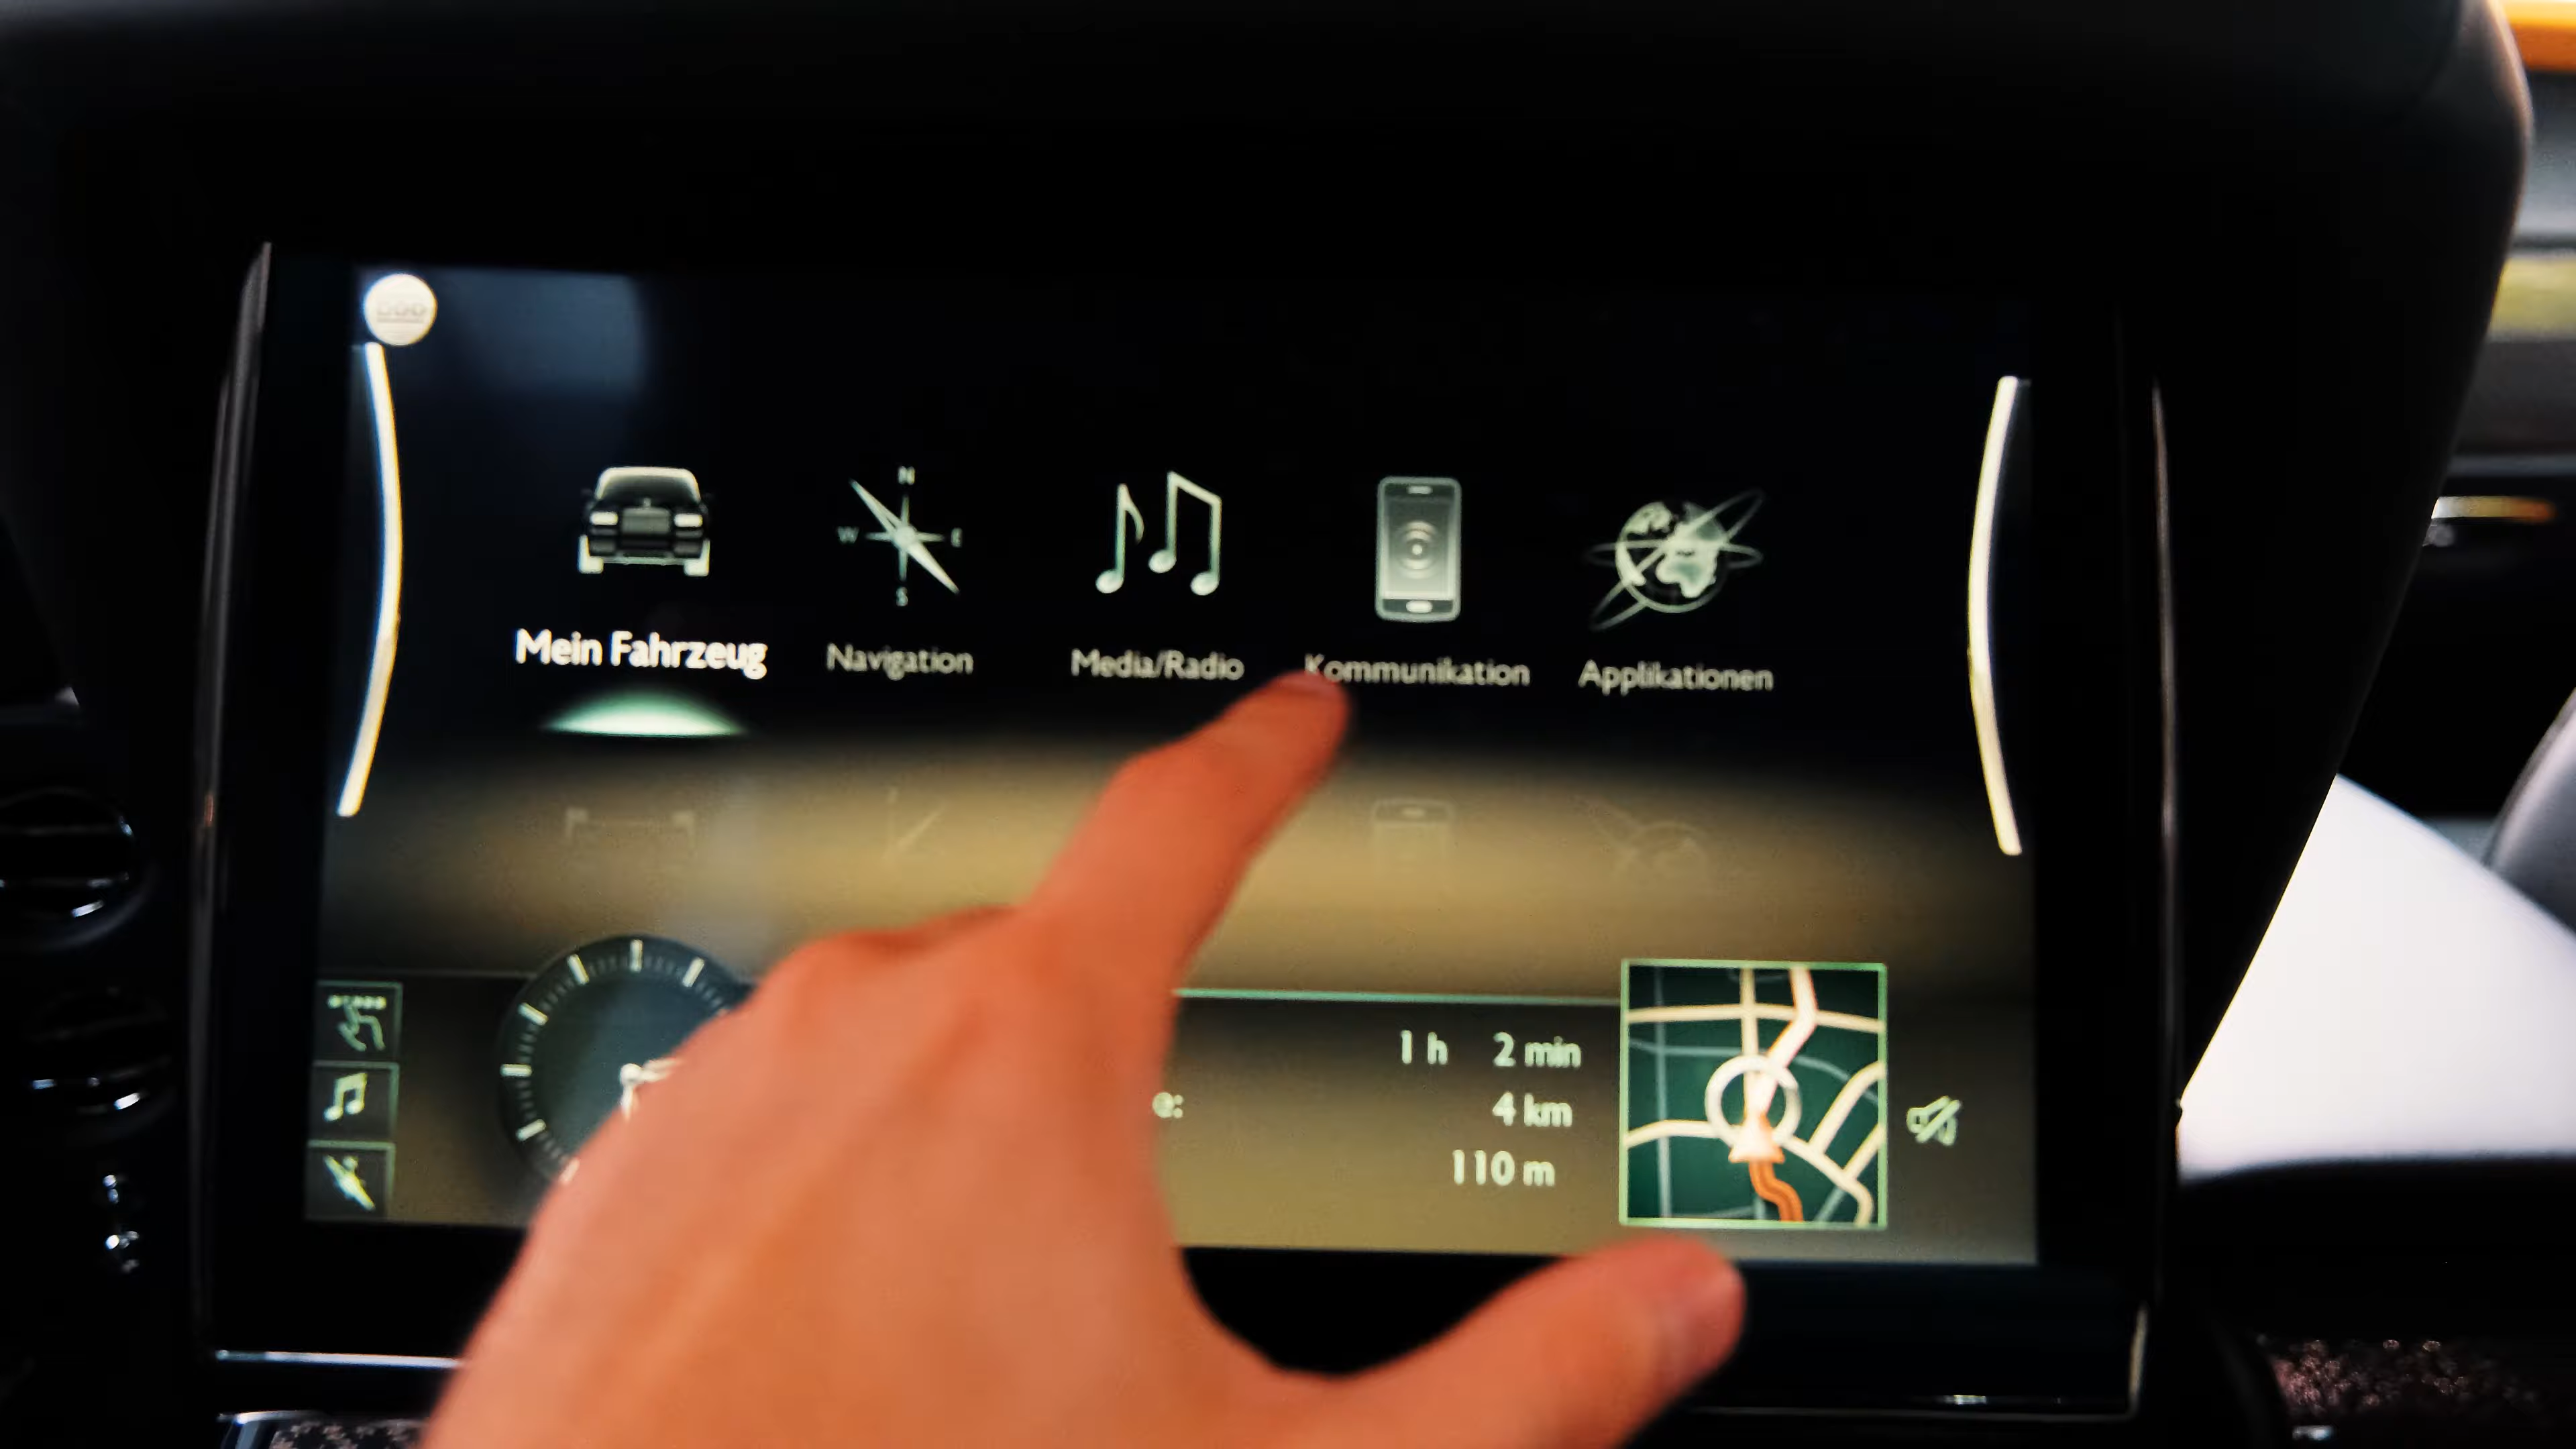 N
W E
S
Mein Fahrzeug Navigation Media/Radio Kommunikation Applikationen
1 h 2 min
e: 4 km
110 m